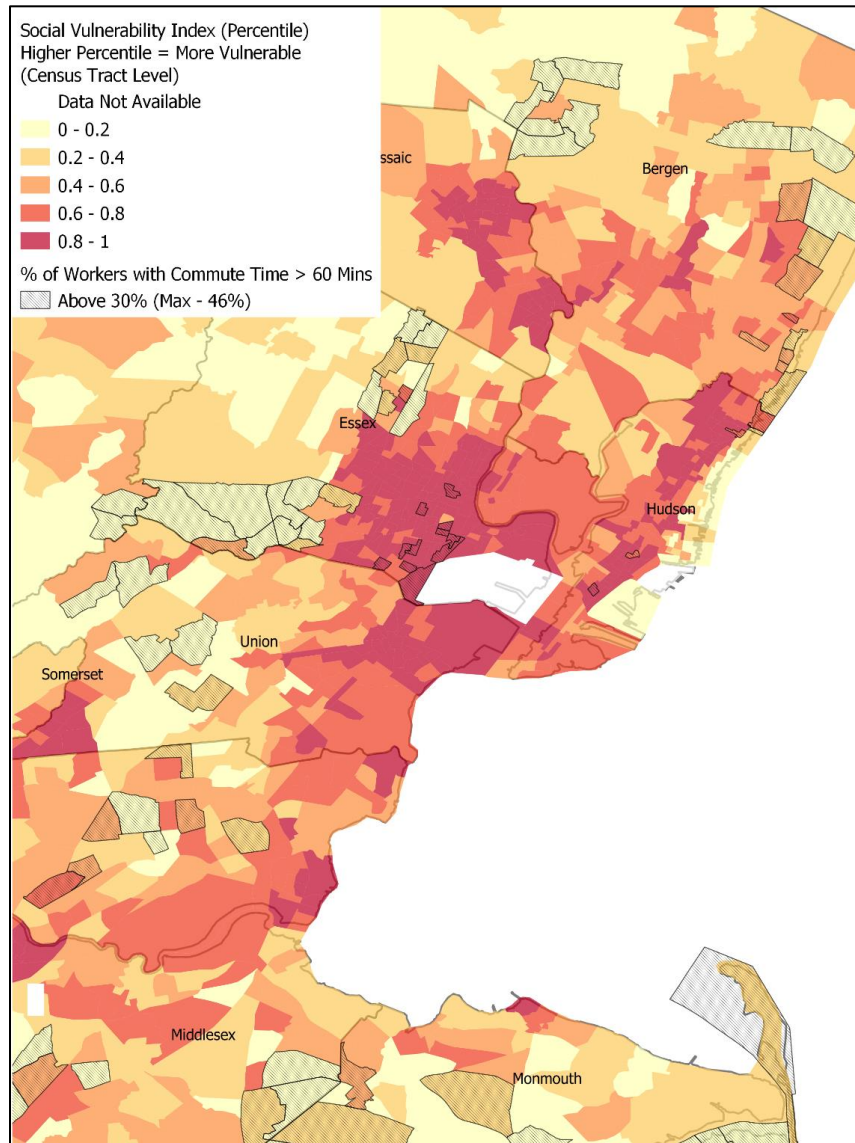 Social Vulnerability Index (Percentile)
Higher Percentile = More Vulnerable
(Census Tract Level)
Data Not Available
0 - 0.2
0.2 - 0.4
0.4 - 0.6
0.6 - 0.8
0.8 - 1
% of Workers with Commute Time > 60 Mins
Above 30% (Max - 46%)
ssaic
Bergen
Essex
Hudson
Union
Somerset
Middlesex
Monmouth